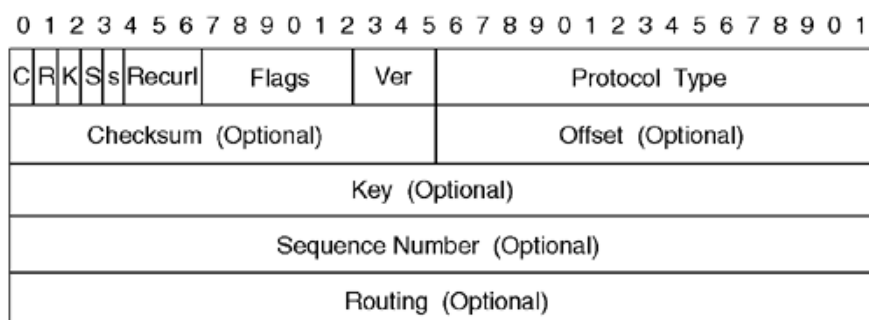 0 1 2 3 4 5 6 7 8 9 0 1 2 3 4 5 6 7 8 9 0 1 2 3 4 5 6 7 8 9 0 1
C R K S s Recurl Flags Ver Protocol Type
Checksum (Optional) Offset (Optional)
Key (Optional)
Sequence Number (Optional)
Routing (Optional)